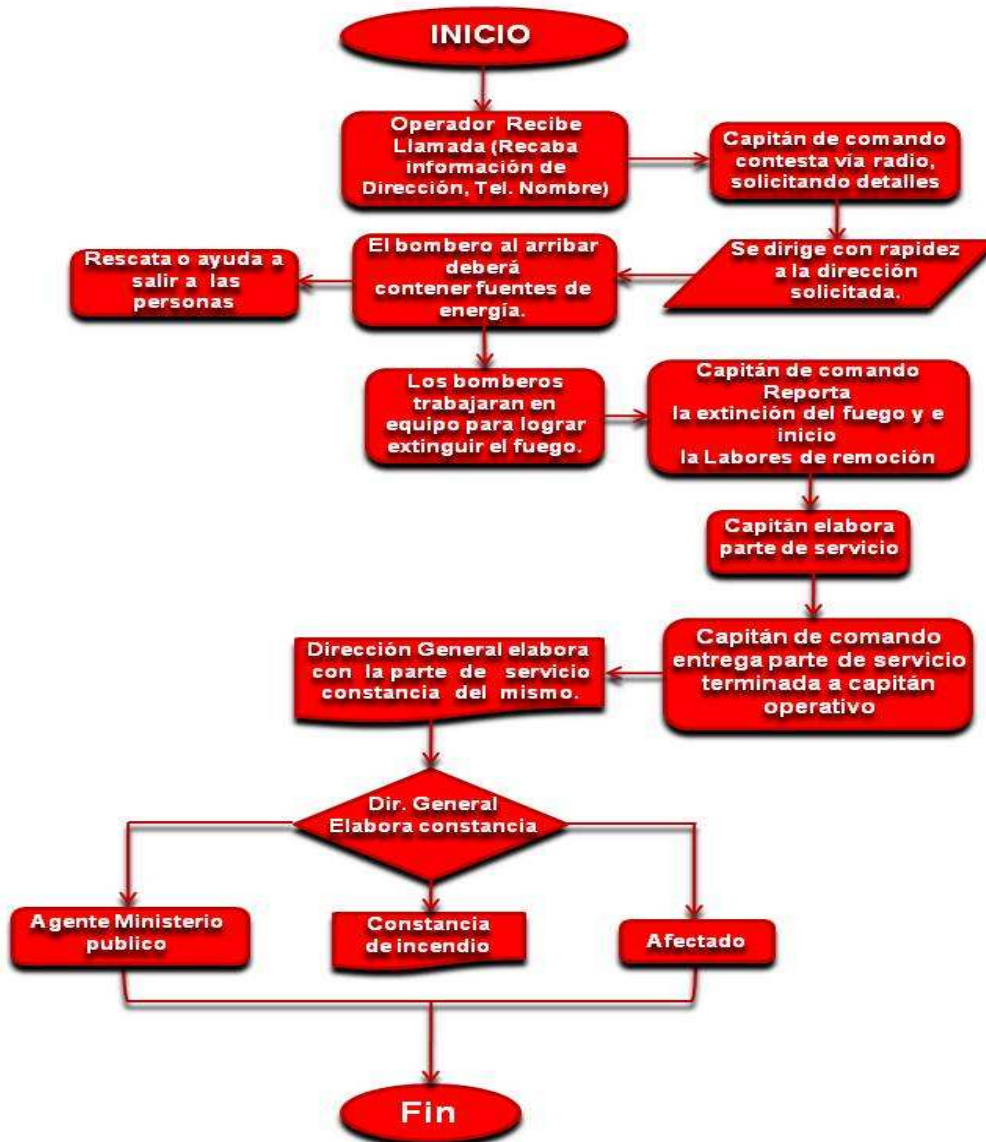 INICIO
Operador Recibe
Llamada (Recaba
información de
Dirección, Tel. Nombre)
Capitán de comando
contesta vía radio,
solicitando detalles
Se dirige con rapidez
a la dirección
solicitada.
El bombero al arribar
deberá
contener fuentes de
energía.
Rescata o ayuda a
salir a las
personas
Los bomberos
trabajaran en
equipo para lograr
extinguir el fuego.
Capitán de comando
Reporta
la extinción del fuego y e
inicio
la Labores de remoción
Capitán elabora
parte de servicio
Capitán de comando
entrega parte de servicio
terminada a capitán
operativo
Dirección General elabora
con la parte de servicio
constancia del mismo.
Dir. General
Elabora constancia
Agente Ministerio
publico
Constancia
de incendio
Afectado
Fin